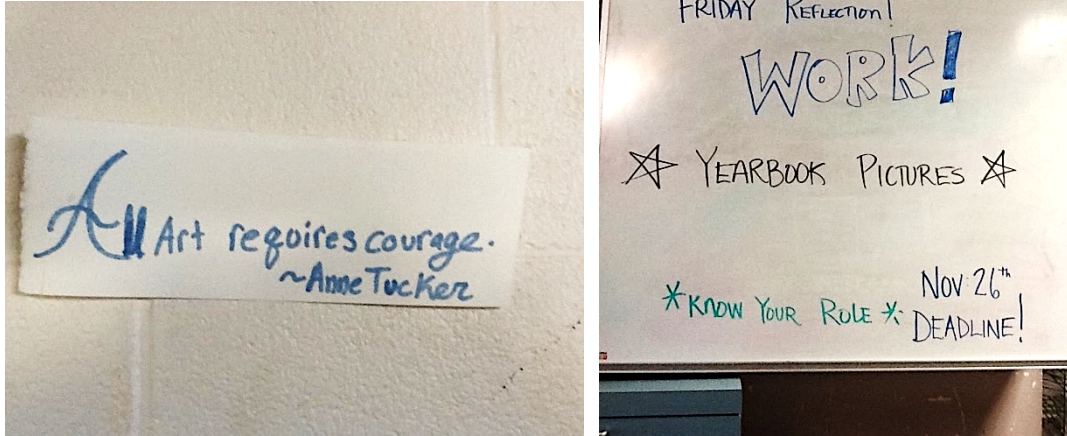 All Art requires courage.
~Anne Tucker
FRIDAY REFLECTION!
WORK!
☆ YEARBOOK PICTURES ☆
*KNOW YOUR ROLE *
NOV 26th
DEADLINE!